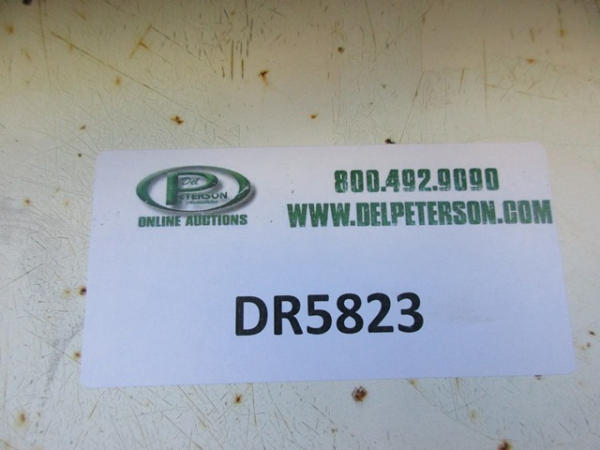 Del
PETERSON
ONLINE AUCTIONS
800.492.9090
WWW.DELPETERSON.COM
DR5823